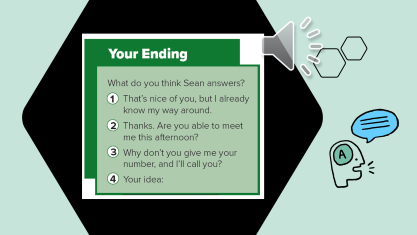 Your Ending
What do you think Sean answers?
1 That's nice of you, but I already
know my way around.
2 Thanks. Are you able to meet
me this afternoon?
3 Why don't you give me your
number, and I'll call you?
4 Your idea:
A